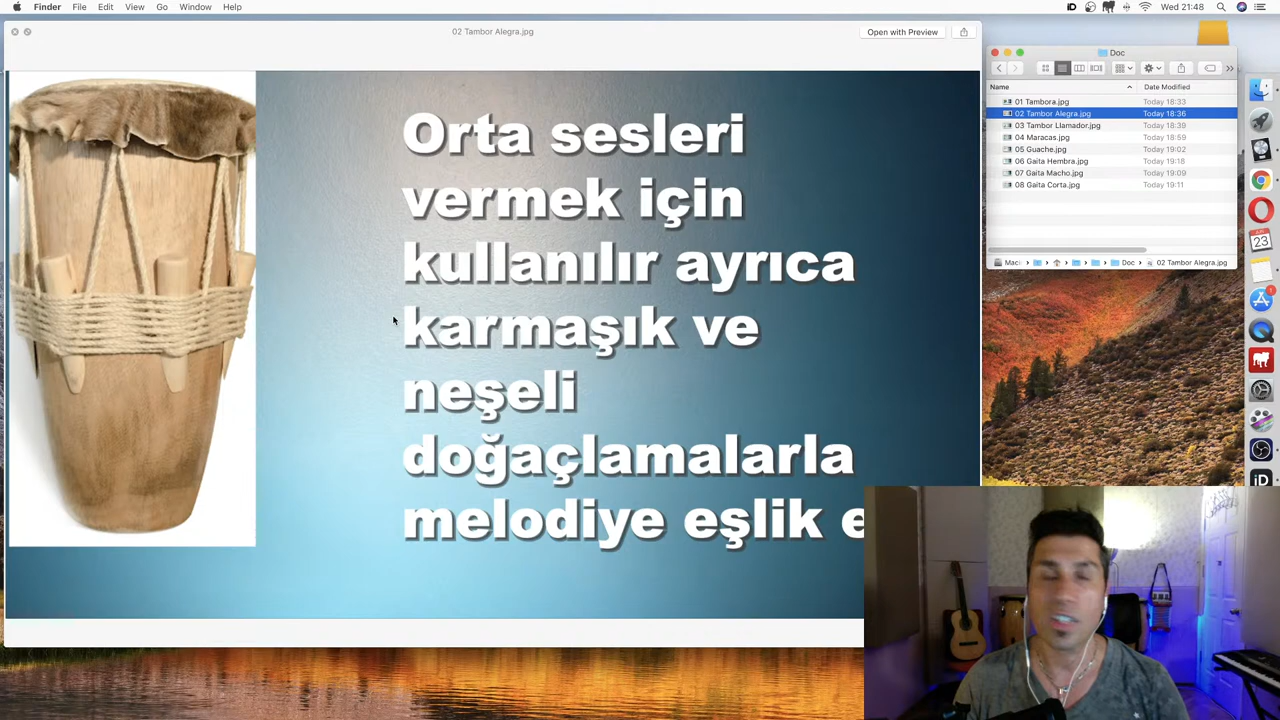 Finder File Edit View Go Window Help
iD Wed 21:48
02 Tambor Alegra.jpg
Open with Preview
Orta sesleri
vermek için
kullanılır ayrıca
karmaşık ve
neşeli
doğaçlamalarla
melodiye eşlik e
Doc
Name Date Modified
01 Tambora.jpg Today 18:33
02 Tambor Alegra.jpg Today 18:36
03 Tambor Llamador.jpg Today 18:39
04 Maracas.jpg Today 18:59
05 Guache.jpg Today 19:02
06 Gaita Hembra.jpg Today 19:18
07 Gaita Macho.jpg Today 19:09
08 Gaita Corta.jpg Today 19:11
Maci Doc 02 Tambor Alegra.jpg
23
iD